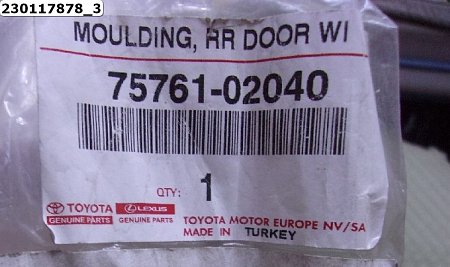 230117878_3
MOULDING, RR DOOR WI
75761-02040
QTY: 1
TOYOTA LEXUS
GENUINE PARTS GENUINE PARTS
TOYOTA MOTOR EUROPE NV/SA
MADE IN TURKEY